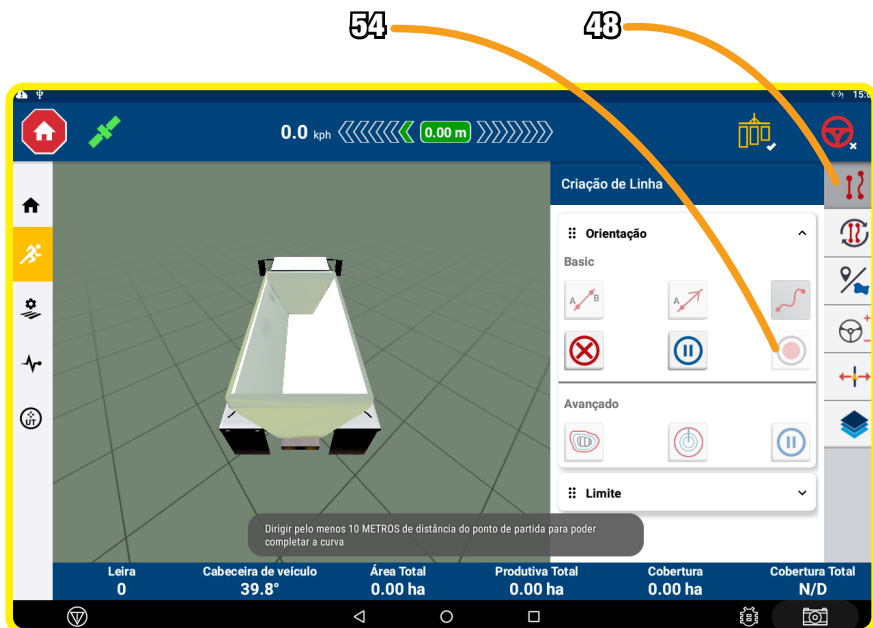 54 48
15:0
0.0 kph 0.00 m
Criação de Linha
Orientação
Basic
A B A
Avançado
UT
Limite
Dirigir pelo menos 10 METROS de distância do ponto de partida para poder
completar a curva
Leira Cabeceira de veículo Área Total Produtiva Total Cobertura Cobertura Total
0 39.8° 0.00 ha 0.00 ha 0.00 ha N/D